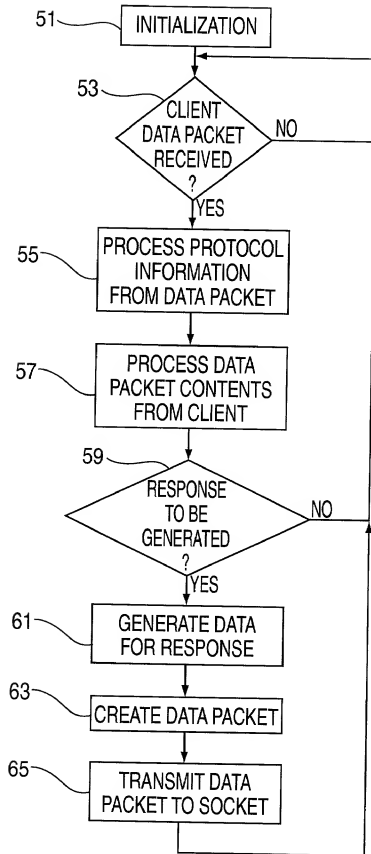 51
INITIALIZATION
53
CLIENT
DATA PACKET
RECEIVED
?
NO
YES
55
PROCESS PROTOCOL
INFORMATION
FROM DATA PACKET
57
PROCESS DATA
PACKET CONTENTS
FROM CLIENT
59
RESPONSE
TO BE
GENERATED
?
NO
YES
61
GENERATE DATA
FOR RESPONSE
63
CREATE DATA PACKET
65
TRANSMIT DATA
PACKET TO SOCKET